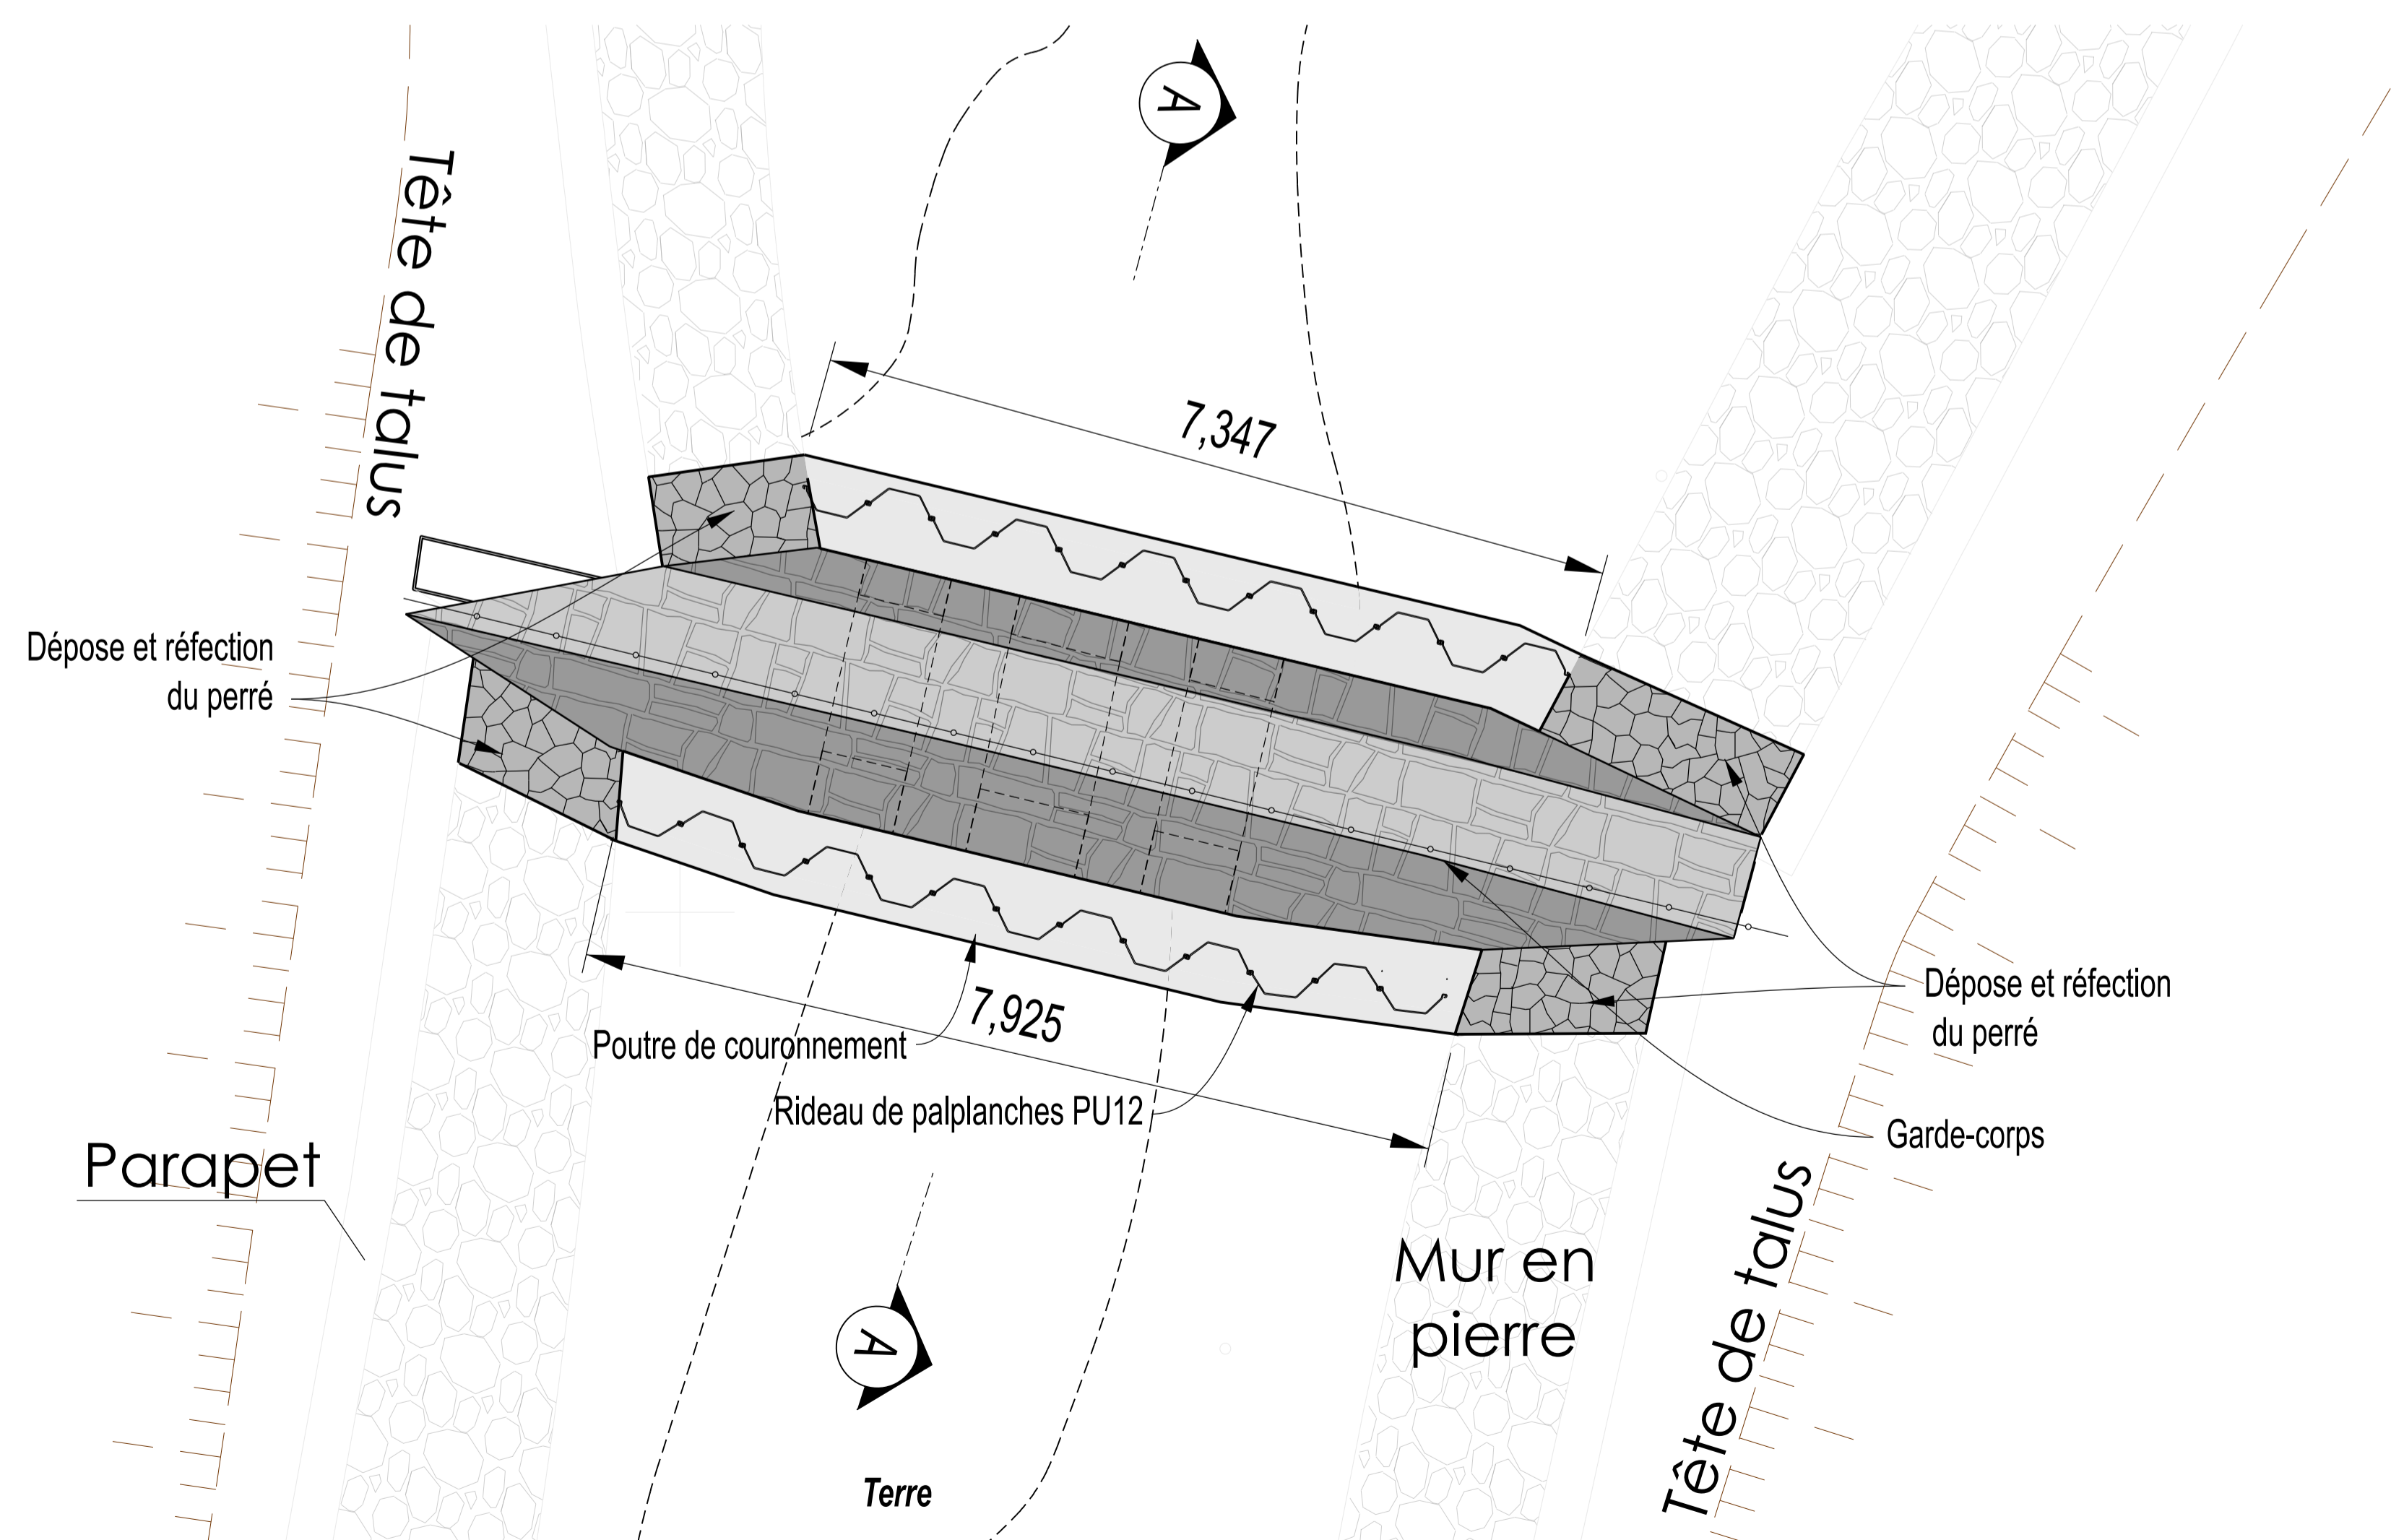 A
Tête de talus
7,347
Dépose et réfection
du perré
Dépose et réfection
du perré
7,925
Poutre de couronnement
Rideau de palplanches PU12
Garde-corps
Parapet
Mur en
pierre
Tête de talus
A
Terre